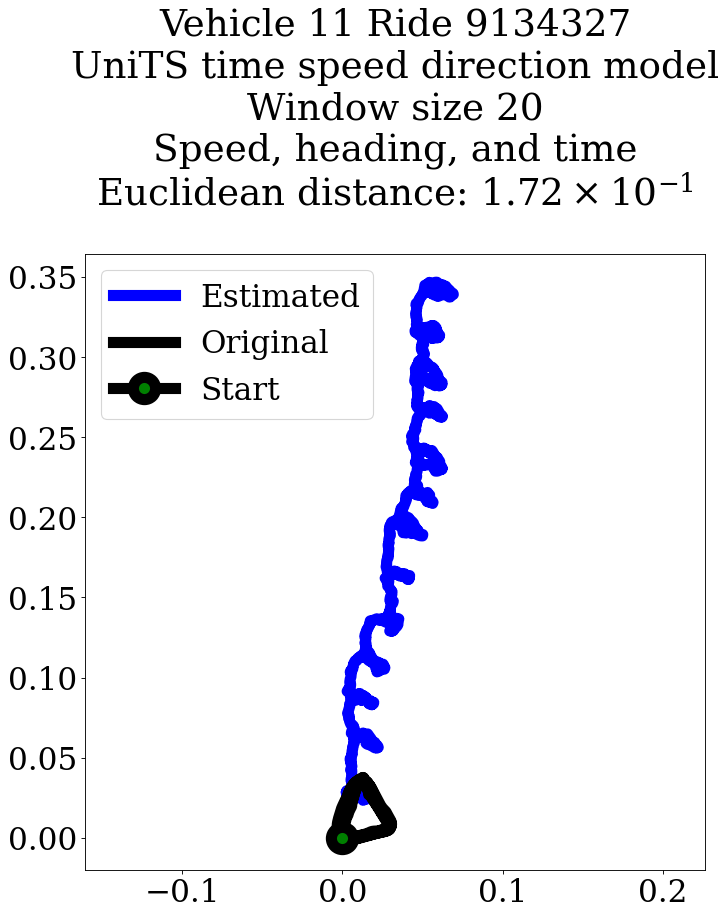 Vehicle 11 Ride 9134327
UniTS time speed direction model
Window size 20
Speed, heading, and time
Euclidean distance: 1.72 × 10⁻¹
Estimated
Original
Start
0.35
0.30
0.25
0.20
0.15
0.10
0.05
0.00
−0.1 0.0 0.1 0.2